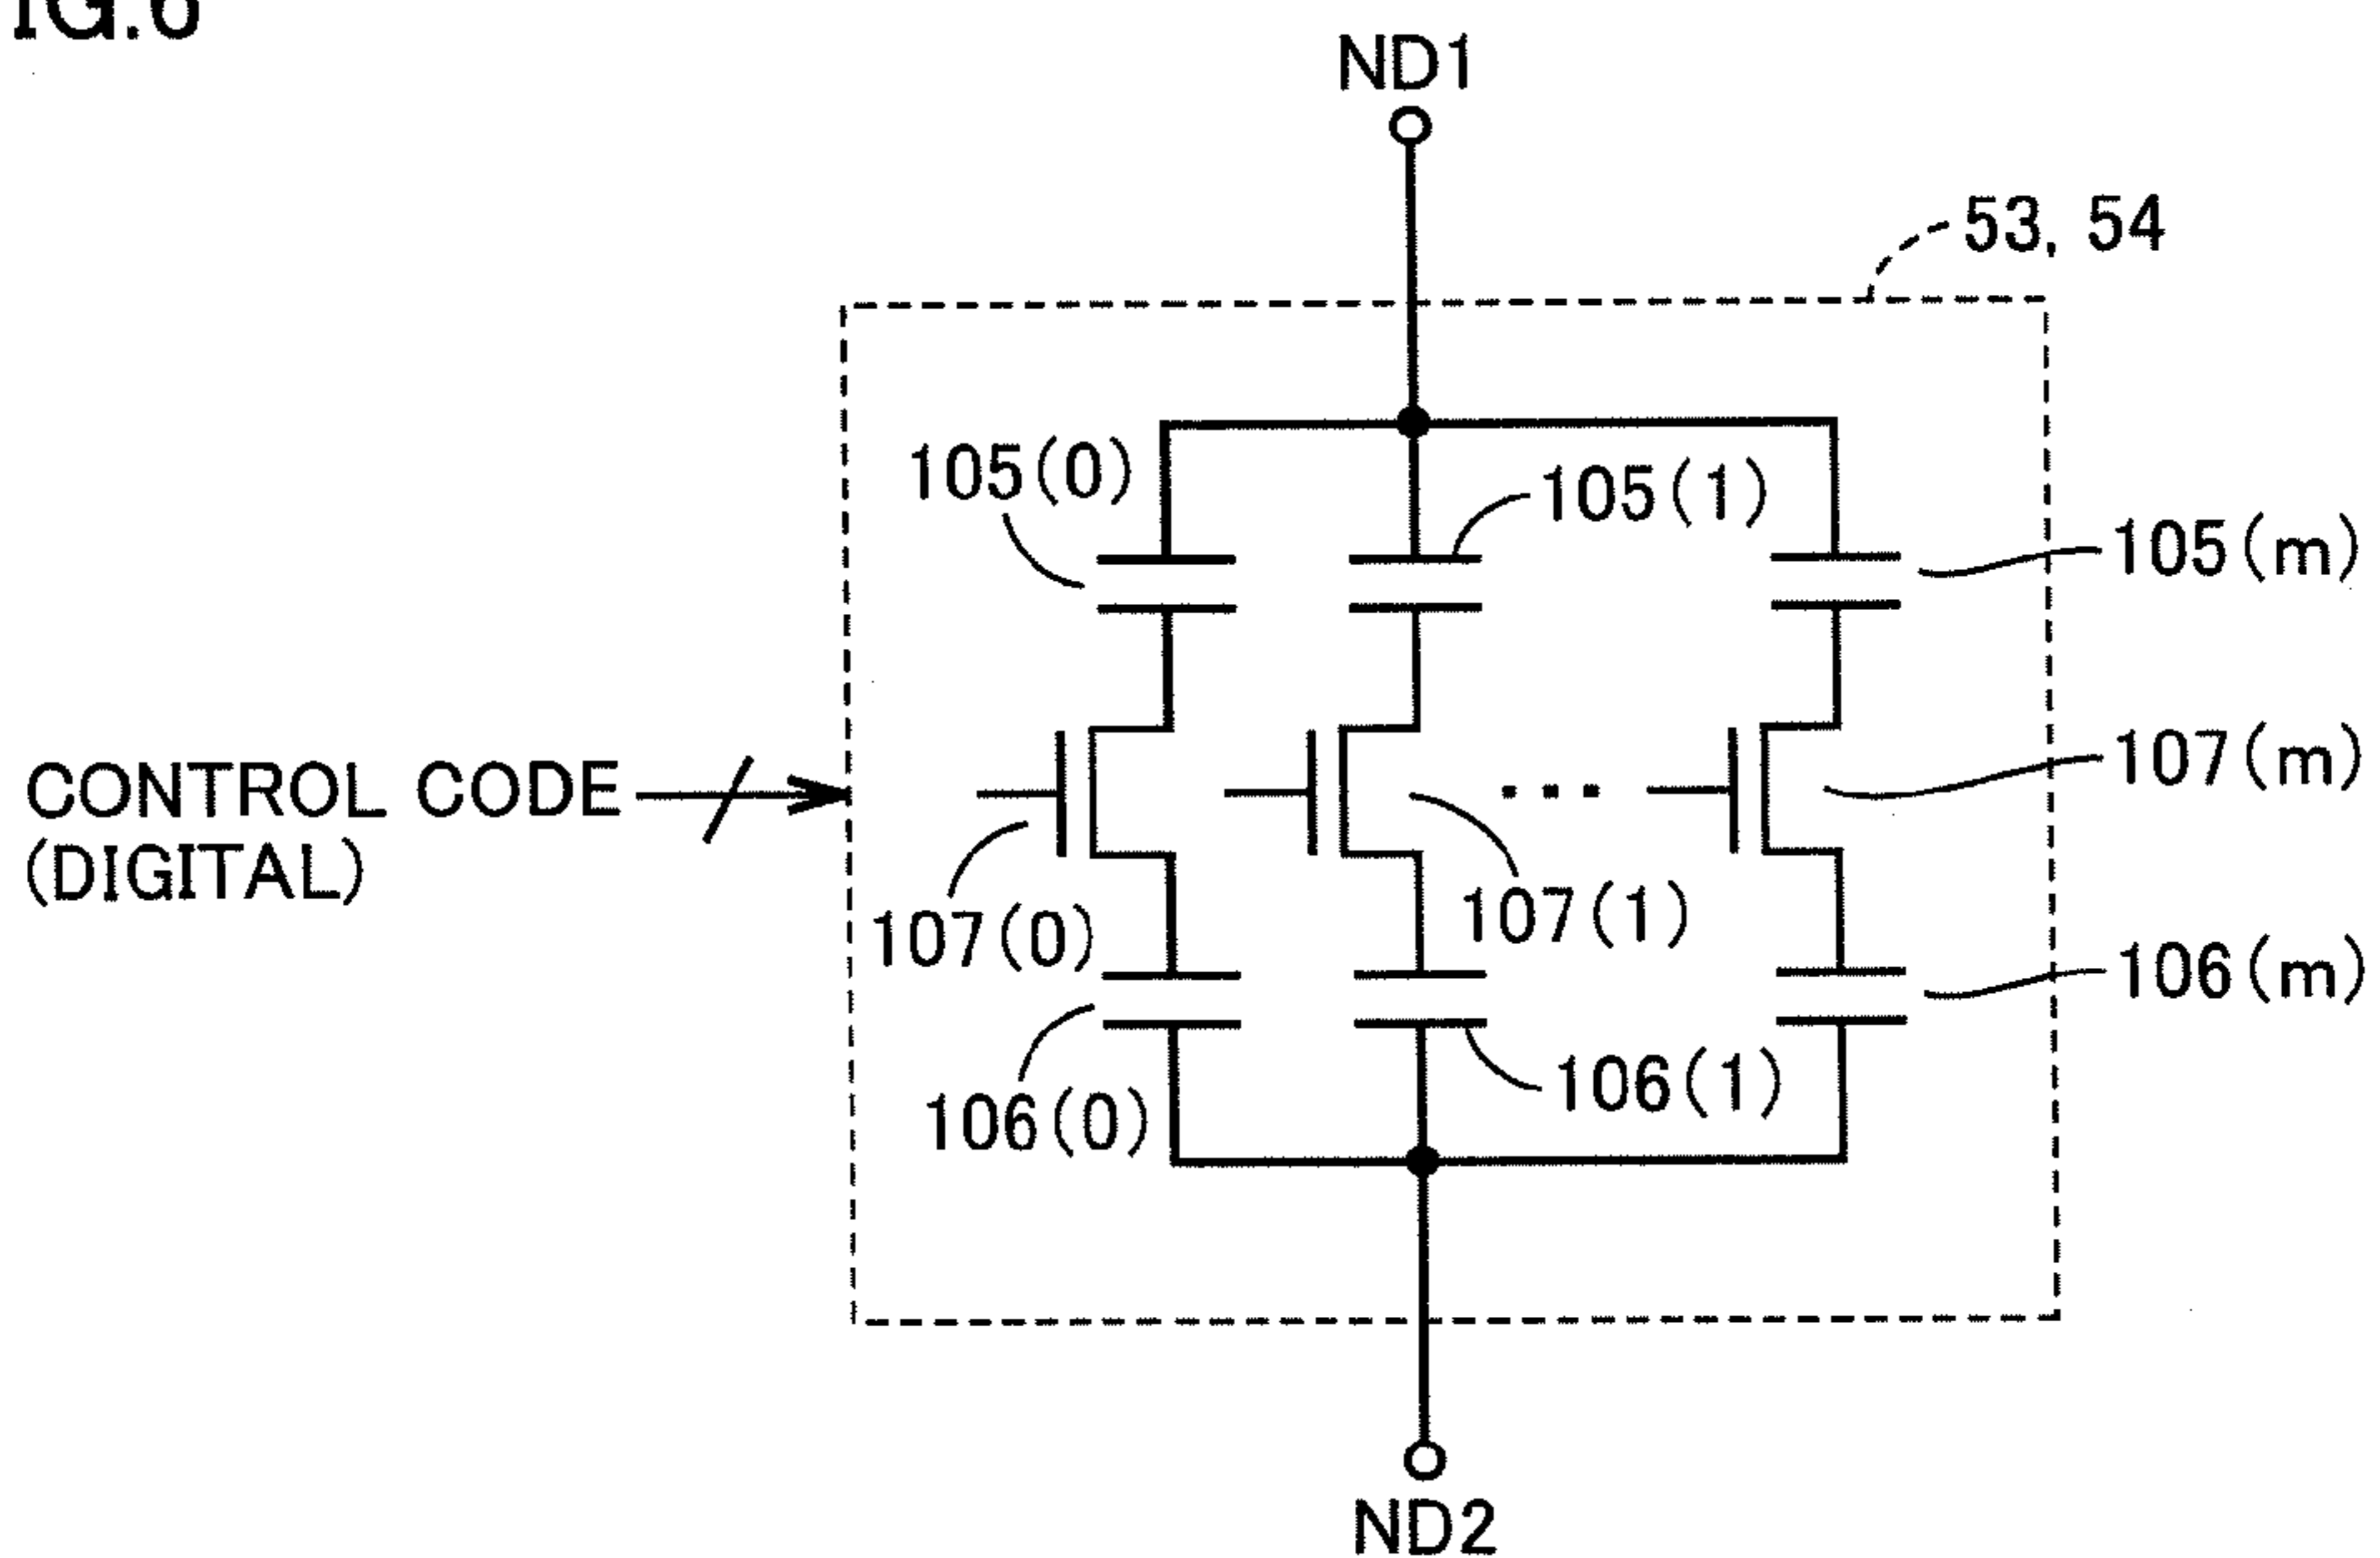 IG.6
ND1
53, 54
105(0)
105(1)
105(m)
CONTROL CODE
(DIGITAL)
107(0)
107(1)
107(m)
106(0)
106(1)
106(m)
ND2